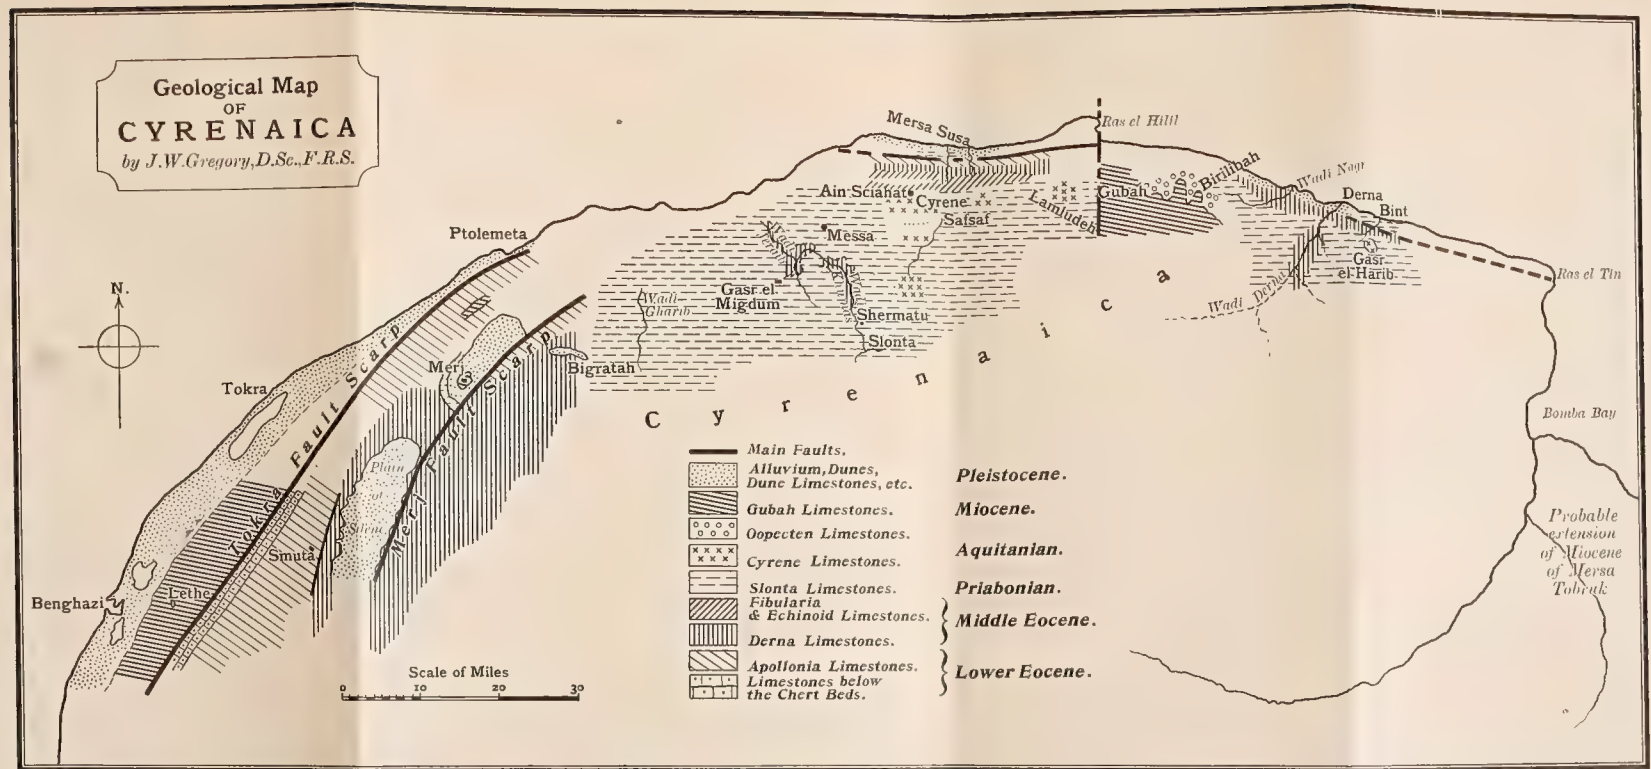 Geological Map
OF
CYRENAICA
by J.W.Gregory, D.Sc., F.R.S.
N.
Mersa Susa
Ras el Hilil
Ain Sciahat
Cyrene
Safsaf
Lamludeh
Gubah
Birilibah
Wadi Nagr
Derna
Bint
Gasr
el Harib
Ras el Tin
Wadi Derna
Messa
Gasr el
Migdum
Shermatu
Slonta
Ptolemeta
Wadi
Gharib
Merj
Bigratah
Tokra
Tokra Fault Scarp
Merj Fault Scarp
Plain
of
Smuta
Lethe
Benghazi
Cyrenaica
Bomba Bay
Probable
extension
of Miocene
of Mersa
Tobruk
Main Faults.
Alluvium, Dunes,
Dune Limestones, etc.
Pleistocene.
Gubah Limestones.
Miocene.
Oopecten Limestones.
Aquitanian.
Cyrene Limestones.
Slonta Limestones.
Priabonian.
Fibularia
& Echinoid Limestones.
Middle Eocene.
Derna Limestones.
Apollonia Limestones.
Lower Eocene.
Limestones below
the Chert Beds.
Scale of Miles
0 10 20 30